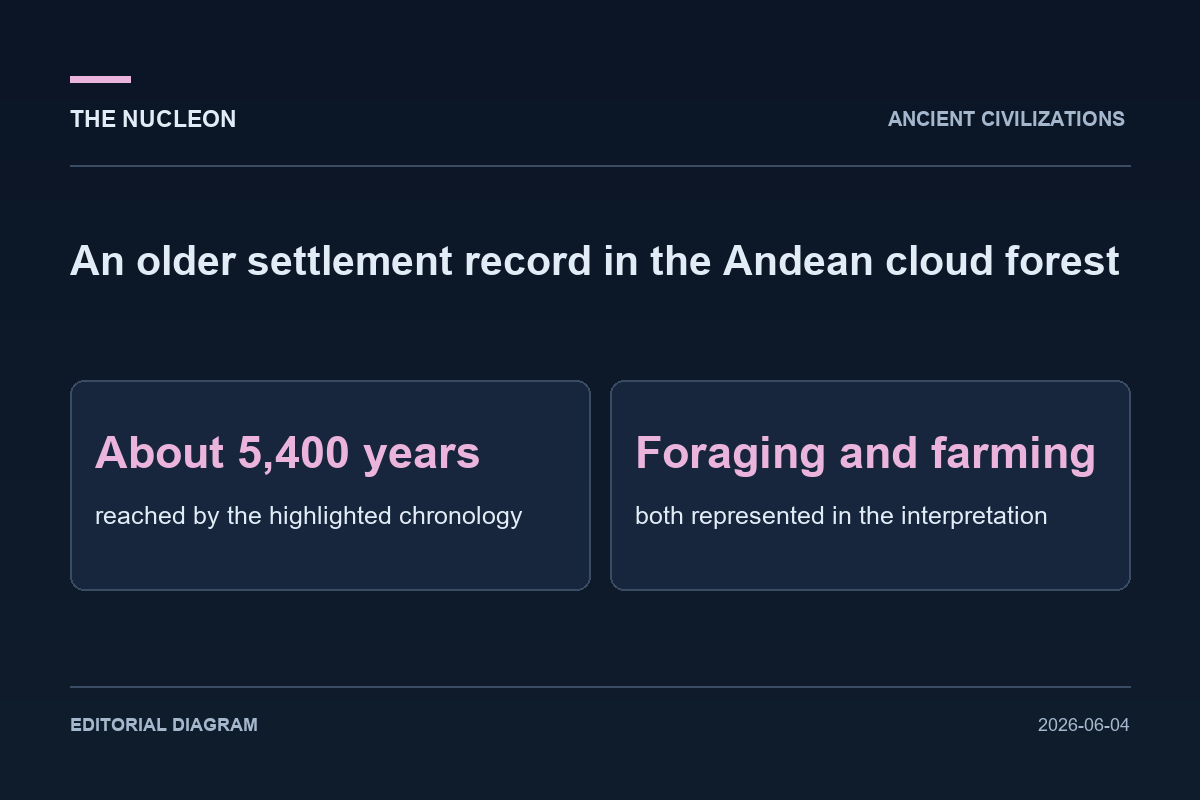 THE NUCLEON
ANCIENT CIVILIZATIONS
An older settlement record in the Andean cloud forest
About 5,400 years
reached by the highlighted chronology
Foraging and farming
both represented in the interpretation
EDITORIAL DIAGRAM
2026-06-04